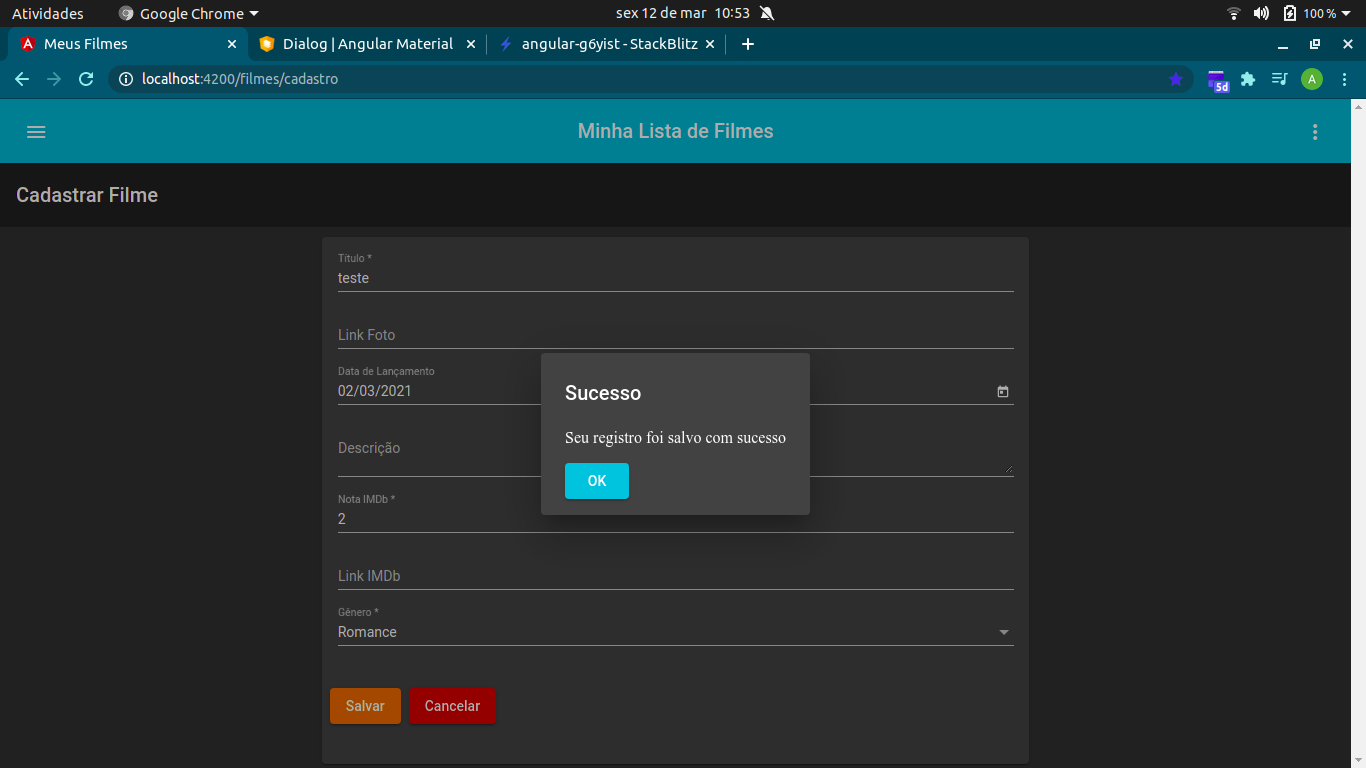 Atividades Google Chrome sex 12 de mar 10:53 100 %
Meus Filmes Dialog | Angular Material angular-g6yist - StackBlitz
localhost:4200/filmes/cadastro 5d A
Minha Lista de Filmes
Cadastrar Filme
Título *
teste
Link Foto
Data de Lançamento
02/03/2021
Sucesso
Seu registro foi salvo com sucesso
OK
Descrição
Nota IMDb *
2
Link IMDb
Gênero *
Romance
Salvar Cancelar